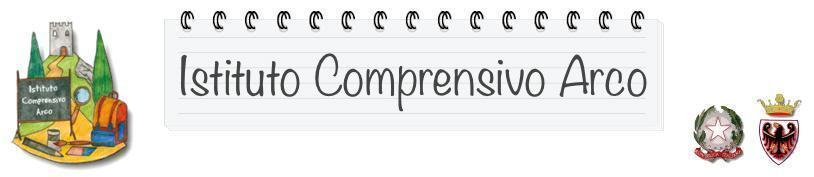 Istituto
Comprensivo
Arco
Istituto Comprensivo Arco